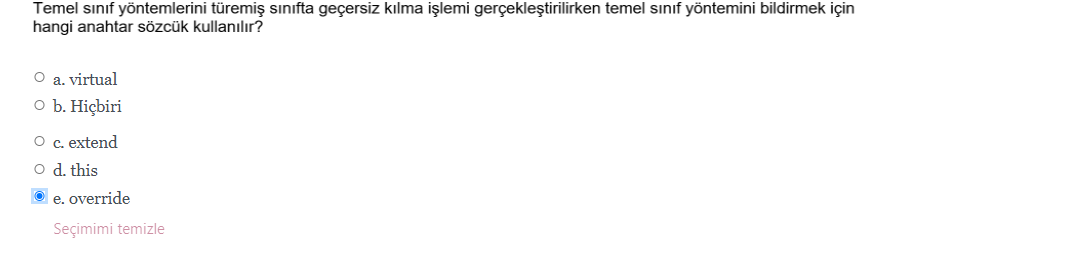 Temel sınıf yöntemlerini türemiş sınıfta geçersiz kılma işlemi gerçekleştirilirken temel sınıf yöntemini bildirmek için
hangi anahtar sözcük kullanılır?
a. virtual
b. Hiçbiri
c. extend
d. this
e. override
Seçimimi temizle